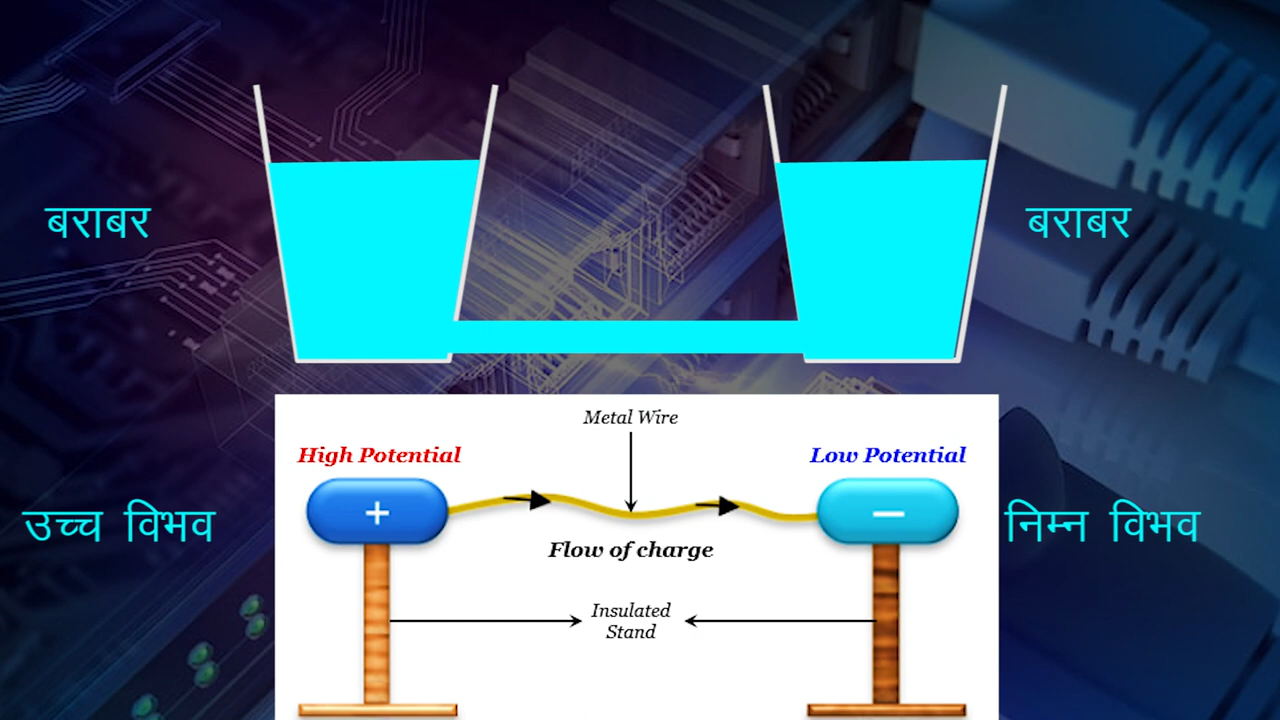 बराबर
बराबर
Metal Wire
High Potential
Low Potential
+
−
उच्च विभव
निम्न विभव
Flow of charge
Insulated
Stand